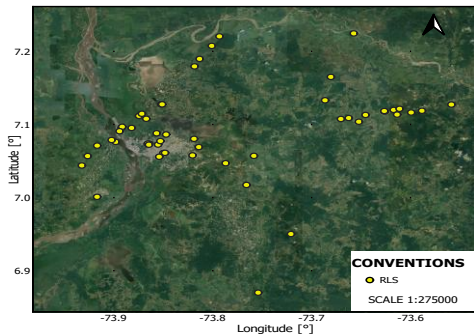 7.2
7.1
7.0
6.9
Latitude [°]
CONVENTIONS
RLS
SCALE 1:275000
-73.9
-73.8
-73.7
-73.6
Longitude [°]